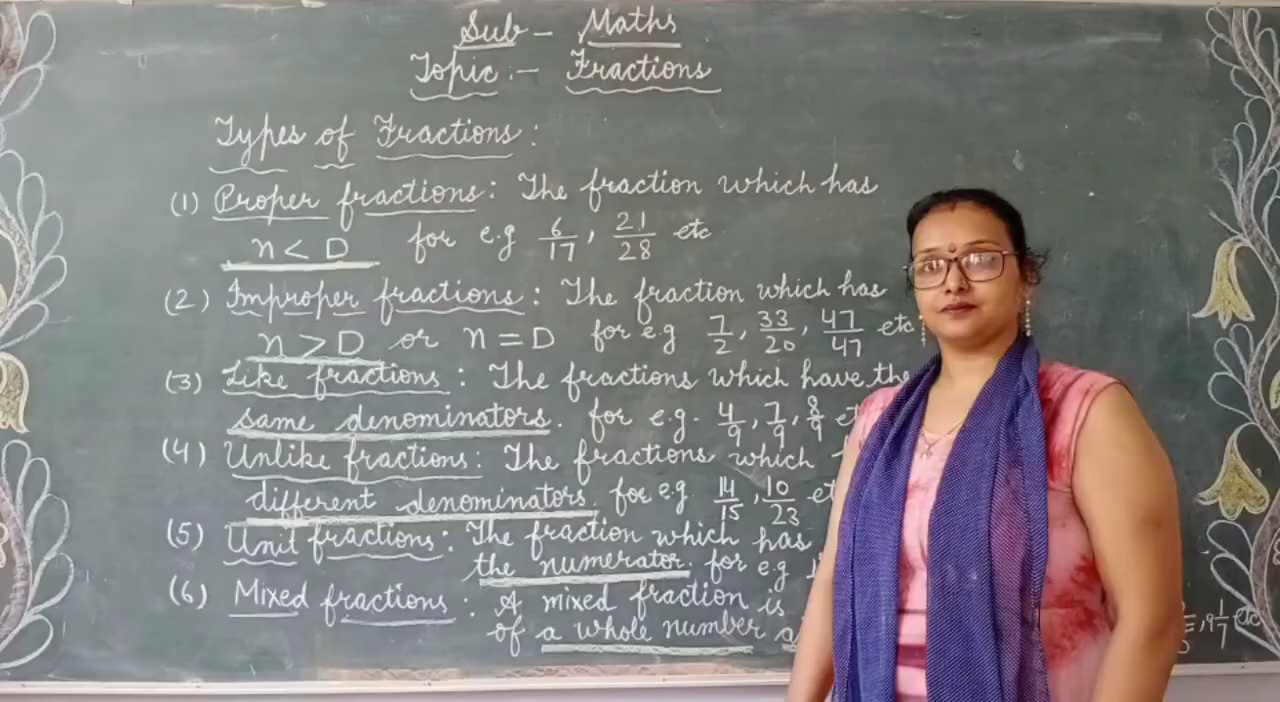 Sub - Maths
Topic :- Fractions
Types of Fractions :
(1) Proper fractions : The fraction which has
n < D for e.g 6/17, 21/28 etc
(2) Improper fractions : The fraction which has
n > D or n = D for e.g 7/2, 33/20, 47/47 etc
(3) Like fractions : The fractions which have the
same denominators. for e.g. 4/9, 7/9, 8/9
(4) Unlike fractions : The fractions which
different denominators. for e.g. 14/15, 10/23
(5) Unit fractions : The fraction which has
the numerator. for e.g
(6) Mixed fractions : A mixed fraction is
of a whole number , 9 1/7 etc